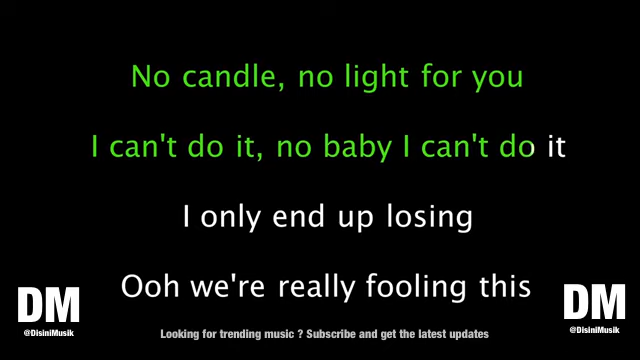 No candle, no light for you
I can't do it, no baby I can't do it
I only end up losing
Ooh we're really fooling this
DM
@DisiniMusik
DM
@DisiniMusik
Looking for trending music ? Subscribe and get the latest updates